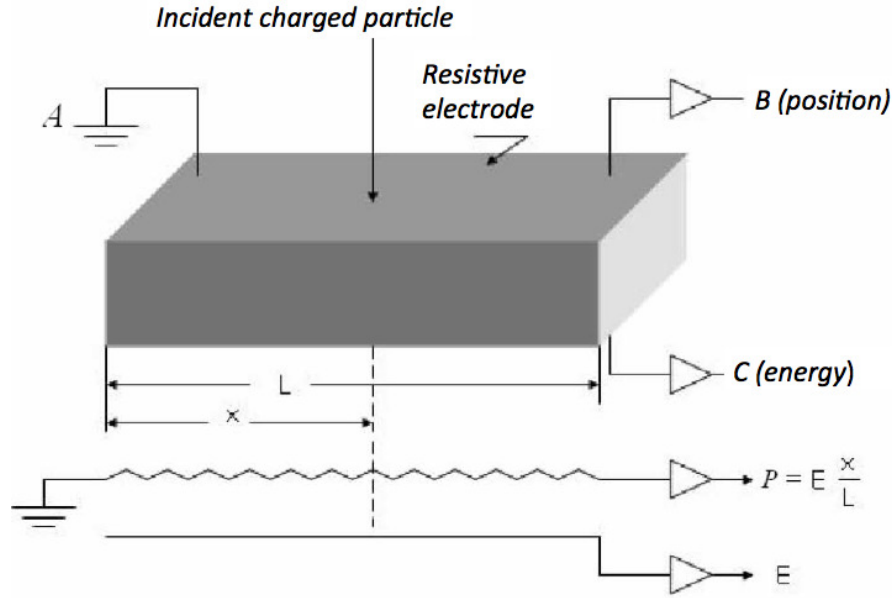 Incident charged particle
Resistive
electrode
A
B (position)
C (energy)
L
x
P = E x/L
E